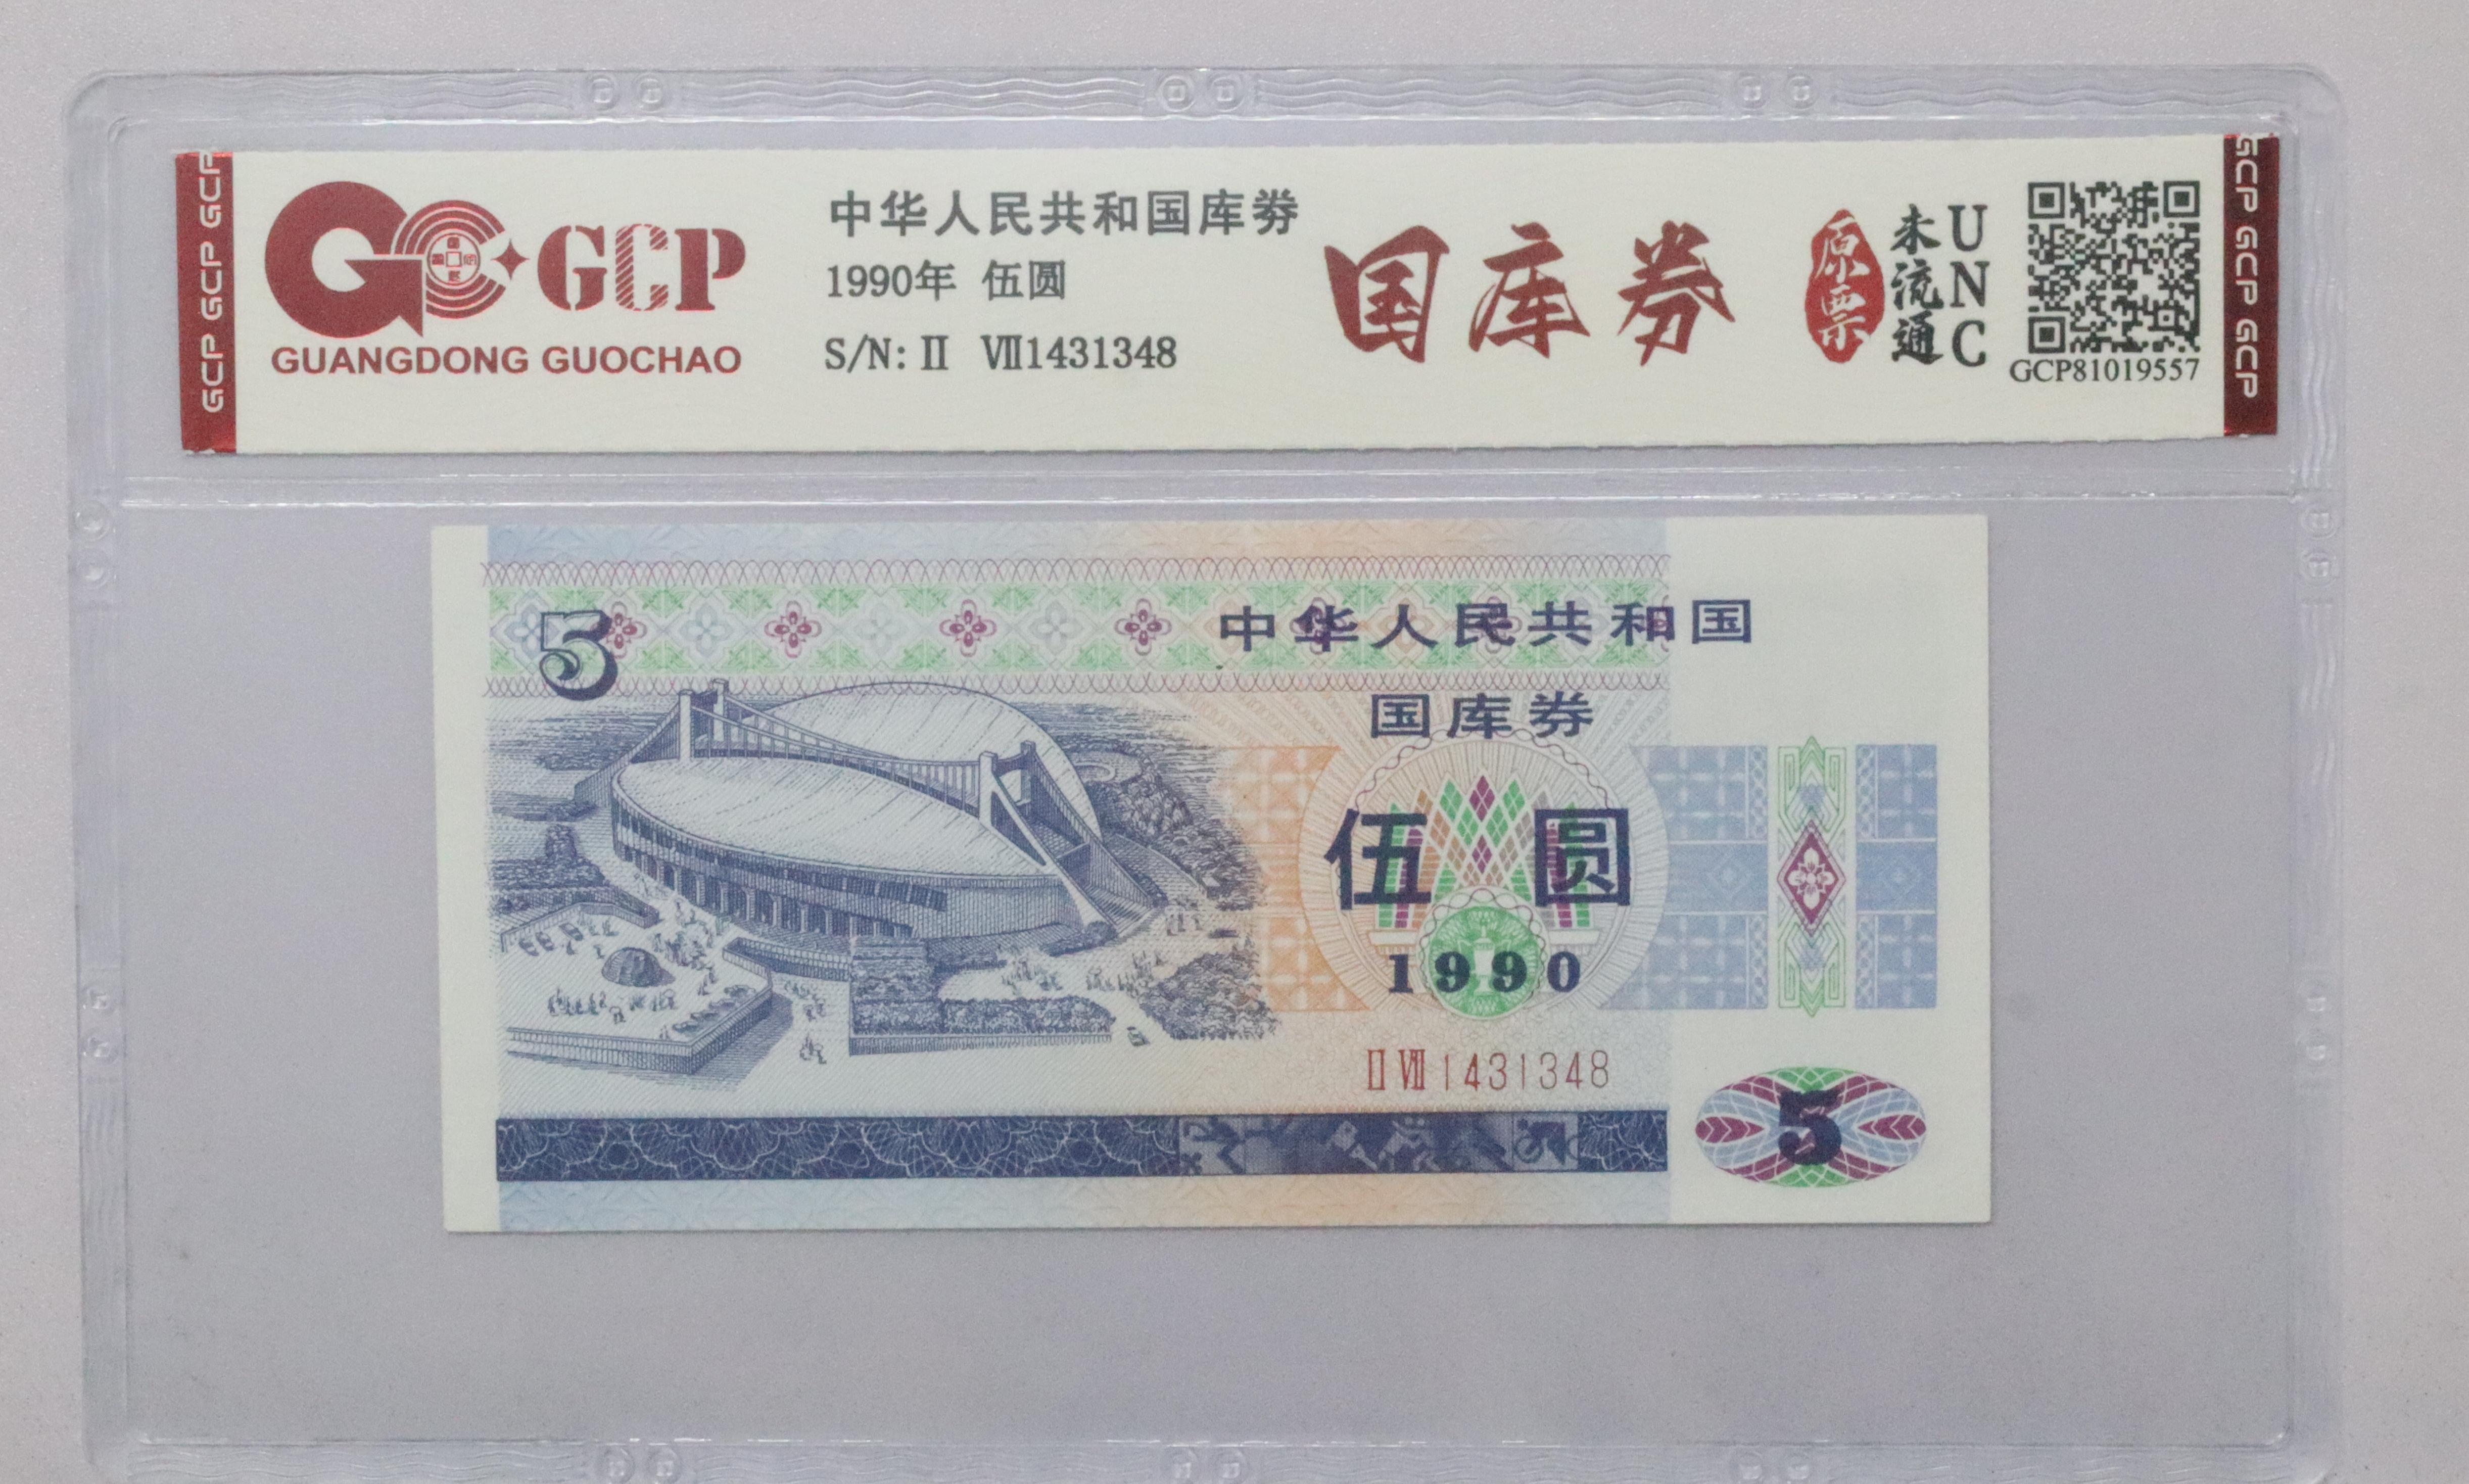 GCP GCP GCP
GCP
GUANGDONG GUOCHAO
中华人民共和国库券
1990年 伍圆
S/N: II VII1431348
国库券
原票
未流通
UNC
GCP81019557
GCP GCP GCP
5
中华人民共和国
国库券
伍圆
1990
II VII 1431348
5